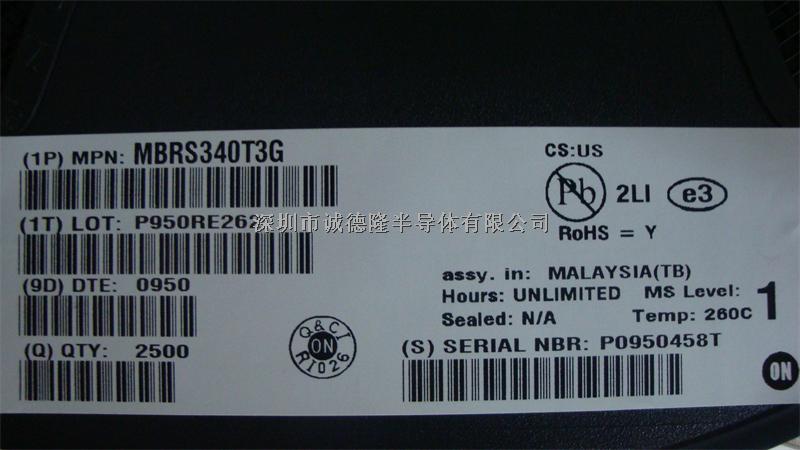 (1P) MPN: MBRS340T3G
CS:US
Pb
2LI
e3
(1T) LOT: P950RE262
深圳市诚德隆半导体有限公司
RoHS = Y
(9D) DTE: 0950
assy. in: MALAYSIA(TB)
Hours: UNLIMITED MS Level: 1
Sealed: N/A Temp: 260C
(Q) QTY: 2500
Q&CI
ON
R1026
(S) SERIAL NBR: P0950458T
ON